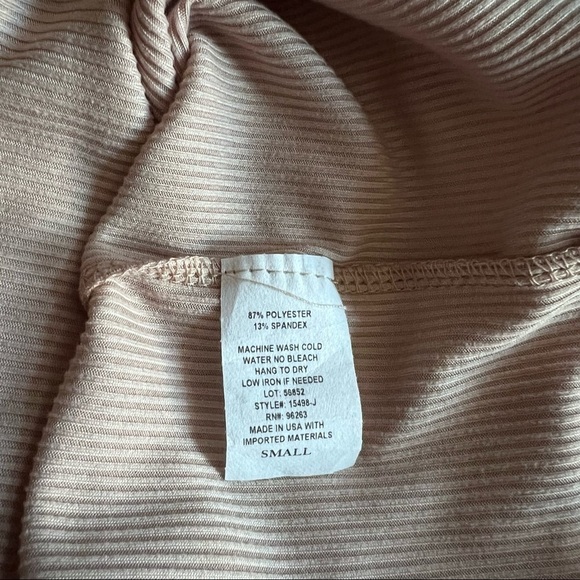 87% POLYESTER
13% SPANDEX
MACHINE WASH COLD
WATER NO BLEACH
HANG TO DRY
LOW IRON IF NEEDED
LOT: 56852
STYLE#: 15498-J
RN#: 96263
MADE IN USA WITH
IMPORTED MATERIALS
SMALL